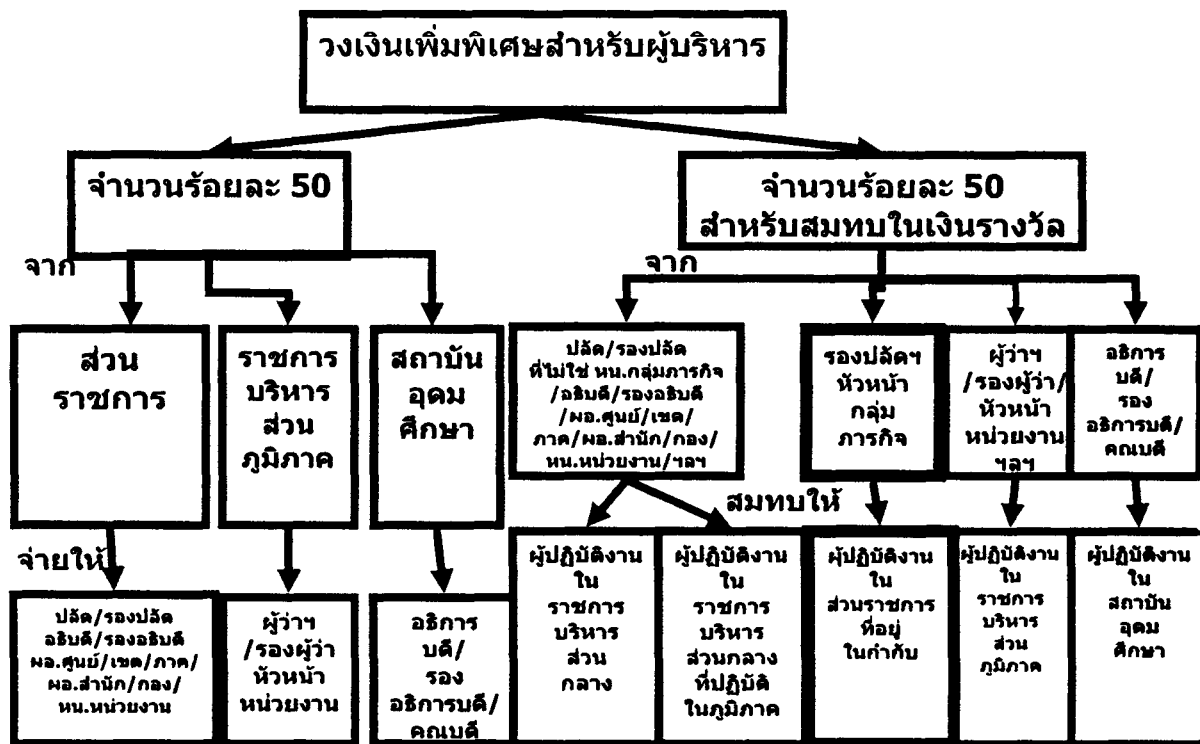 วงเงินเพิ่มพิเศษสำหรับผู้บริหาร
จำนวนร้อยละ 50
จำนวนร้อยละ 50
สำหรับสมทบในเงินรางวัล
จาก
ส่วน
ราชการ
ราชการ
บริหาร
ส่วน
ภูมิภาค
สถาบัน
อุดม
ศึกษา
จ่ายให้
ปลัด/รองปลัด
อธิบดี/รองอธิบดี
ผอ.ศูนย์/เขต/ภาค/
ผอ.สำนัก/กอง/
หน.หน่วยงาน
ผู้ว่าฯ
/รองผู้ว่า
หัวหน้า
หน่วยงาน
อธิการ
บดี/
รอง
อธิการบดี/
คณบดี
จาก
ปลัด/รองปลัด
ที่ไม่ใช่ หน.กลุ่มภารกิจ
/อธิบดี/รองอธิบดี
/ผอ.ศูนย์/เขต/
ภาค/ผอ.สำนัก/กอง/
หน.หน่วยงาน/ฯลฯ
รองปลัดฯ
หัวหน้า
กลุ่ม
ภารกิจ
ผู้ว่าฯ
/รองผู้ว่า/
หัวหน้า
หน่วยงาน
ฯลฯ
อธิการ
บดี/
รอง
อธิการบดี/
คณบดี
สมทบให้
ผู้ปฏิบัติงาน
ใน
ราชการ
บริหาร
ส่วน
กลาง
ผู้ปฏิบัติงาน
ใน
ราชการ
บริหาร
ส่วนกลาง
ที่ปฏิบัติ
ในภูมิภาค
ผู้ปฏิบัติงาน
ใน
ส่วนราชการ
ที่อยู่
ในกำกับ
ผู้ปฏิบัติงาน
ใน
ราชการ
บริหาร
ส่วน
ภูมิภาค
ผู้ปฏิบัติงาน
ใน
สถาบัน
อุดม
ศึกษา